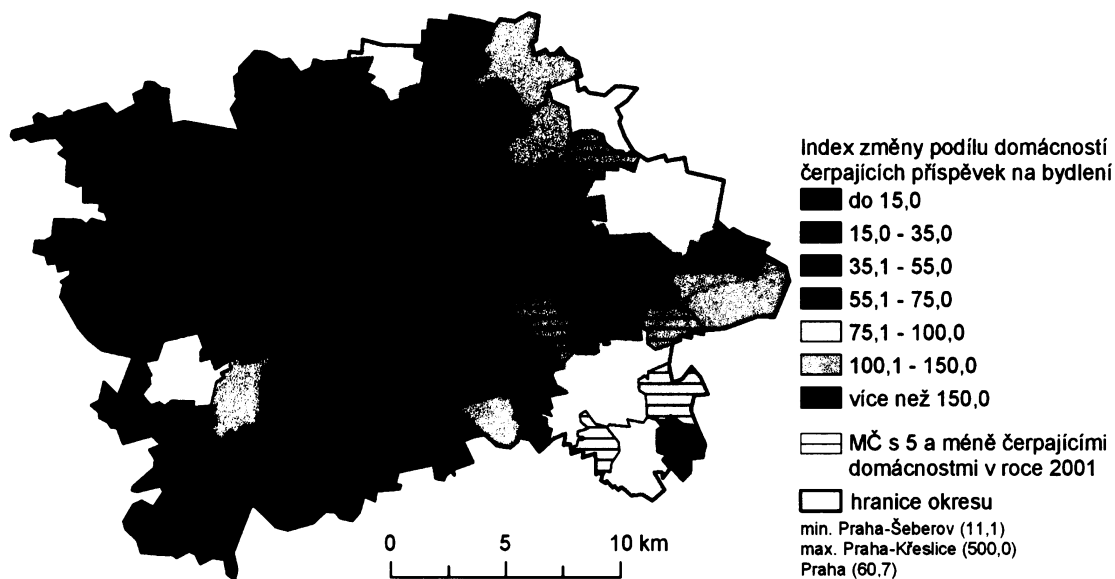 Index změny podílu domácností
čerpajících příspěvek na bydlení
do 15,0
15,0 - 35,0
35,1 - 55,0
55,1 - 75,0
75,1 - 100,0
100,1 - 150,0
více než 150,0
MČ s 5 a méně čerpajícími
domácnostmi v roce 2001
hranice okresu
min. Praha-Šeberov (11,1)
max. Praha-Křeslice (500,0)
Praha (60,7)
0 5 10 km